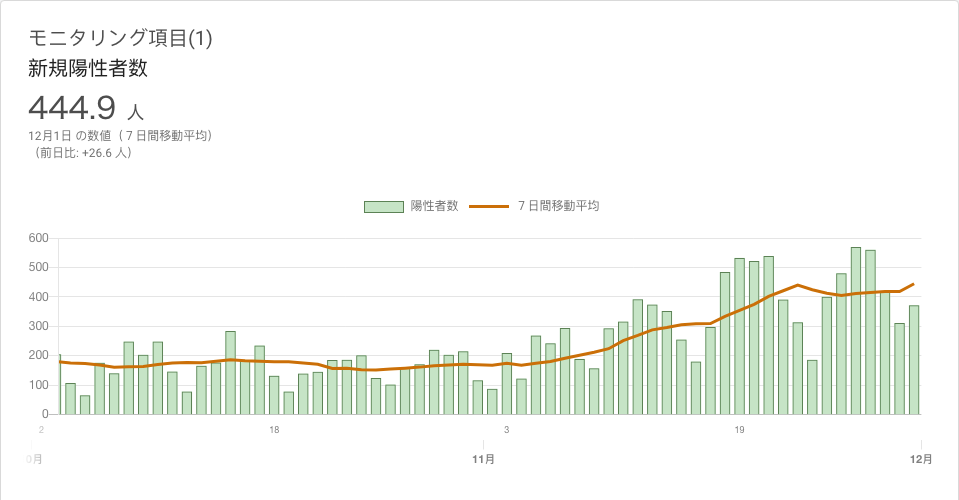 モニタリング項目(1)
新規陽性者数
444.9 人
12月1日 の数値（７日間移動平均）
（前日比: +26.6 人）
陽性者数 ７日間移動平均
600
500
400
300
200
100
0
2 18 3 19
0月 11月 12月